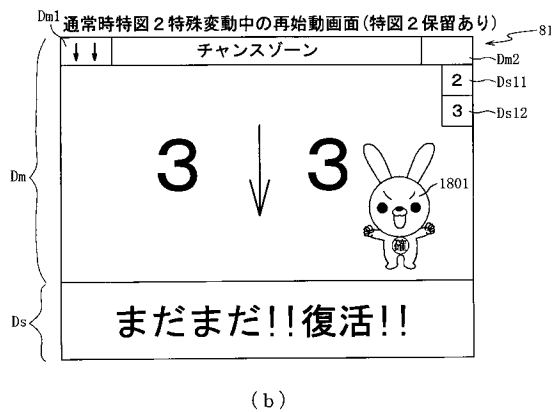 通常時特図2特殊変動中の再始動画面(特図2保留あり)
Dm1
↓ ↓
チャンスゾーン
81
Dm2
2
Ds11
3
Ds12
Dm
3 ↓ 3
1801
確
Ds
まだまだ!!復活!!
(b)